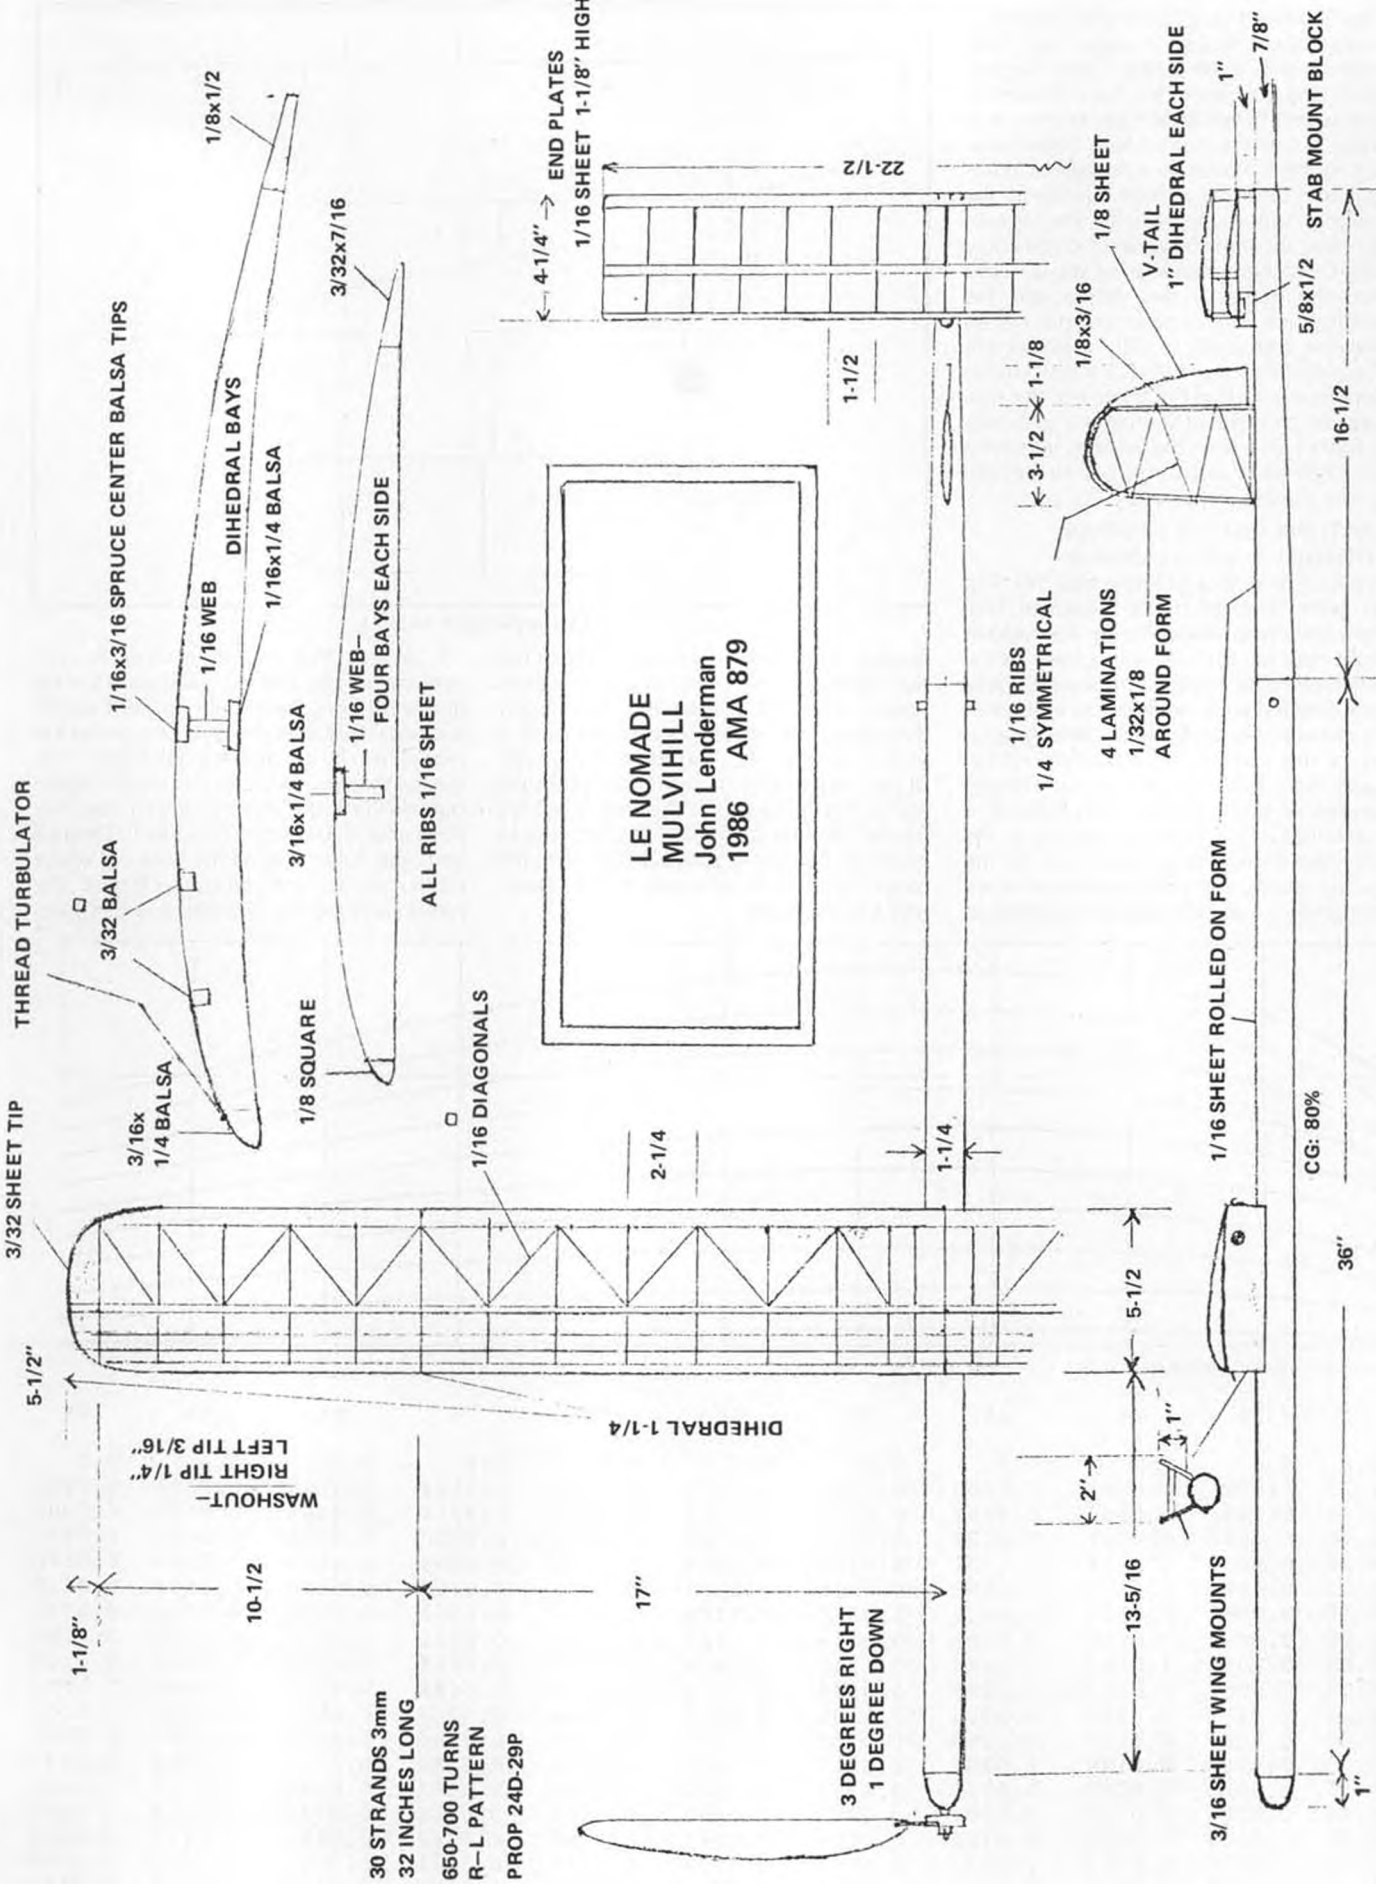 3/32 SHEET TIP
THREAD TURBULATOR
3/32 BALSA
3/16x
1/4 BALSA
1/16x3/16 SPRUCE CENTER BALSA TIPS
1/16 WEB
DIHEDRAL BAYS
1/16x1/4 BALSA
1/8x1/2
1/8 SQUARE
3/16x1/4 BALSA
1/16 WEB—
FOUR BAYS EACH SIDE
ALL RIBS 1/16 SHEET
3/32x7/16
1/16 DIAGONALS
5-1/2"
1-1/8"
WASHOUT—
RIGHT TIP 1/4"
LEFT TIP 3/16"
10-1/2
17"
DIHEDRAL 1-1/4
2-1/4
1-1/4
30 STRANDS 3mm
32 INCHES LONG
650-700 TURNS
R—L PATTERN
PROP 24D-29P
3 DEGREES RIGHT
1 DEGREE DOWN
LE NOMADE
MULVIHILL
John Lenderman
1986 AMA 879
END PLATES
1/16 SHEET 1-1/8" HIGH
4-1/4"
22-1/2
1-1/2
3-1/2
1-1/8
1/16 RIBS
1/4 SYMMETRICAL
4 LAMINATIONS
1/32x1/8
AROUND FORM
1/8x3/16
1/8 SHEET
V-TAIL
1" DIHEDRAL EACH SIDE
1"
7/8"
5/8x1/2
STAB MOUNT BLOCK
16-1/2
1/16 SHEET ROLLED ON FORM
CG: 80%
36"
5-1/2
2"
1"
13-5/16
3/16 SHEET WING MOUNTS
1"